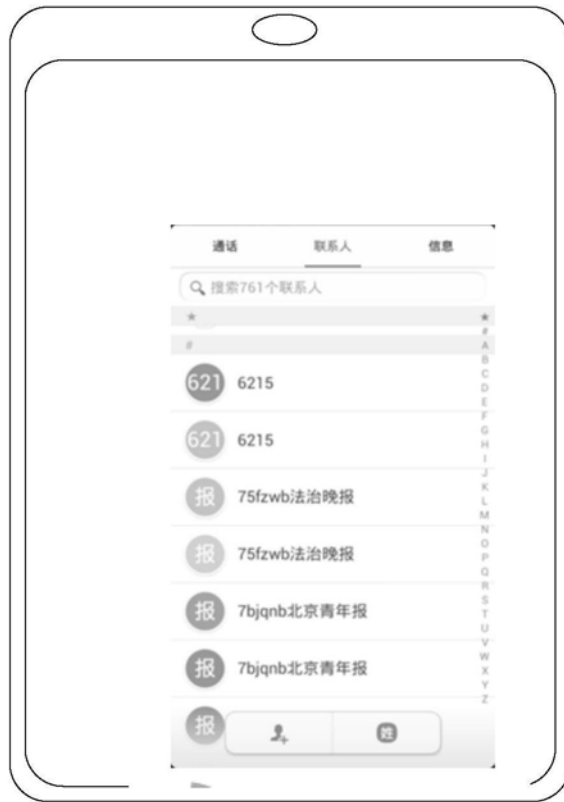 通话 联系人 信息
搜索761个联系人
★
★
#
#
A
B
C
D
E
F
G
H
I
J
K
L
M
N
O
P
Q
R
S
T
U
V
W
X
Y
Z
621 6215
621 6215
报 75fzwb法治晚报
报 75fzwb法治晚报
报 7bjqnb北京青年报
报 7bjqnb北京青年报
报
姓